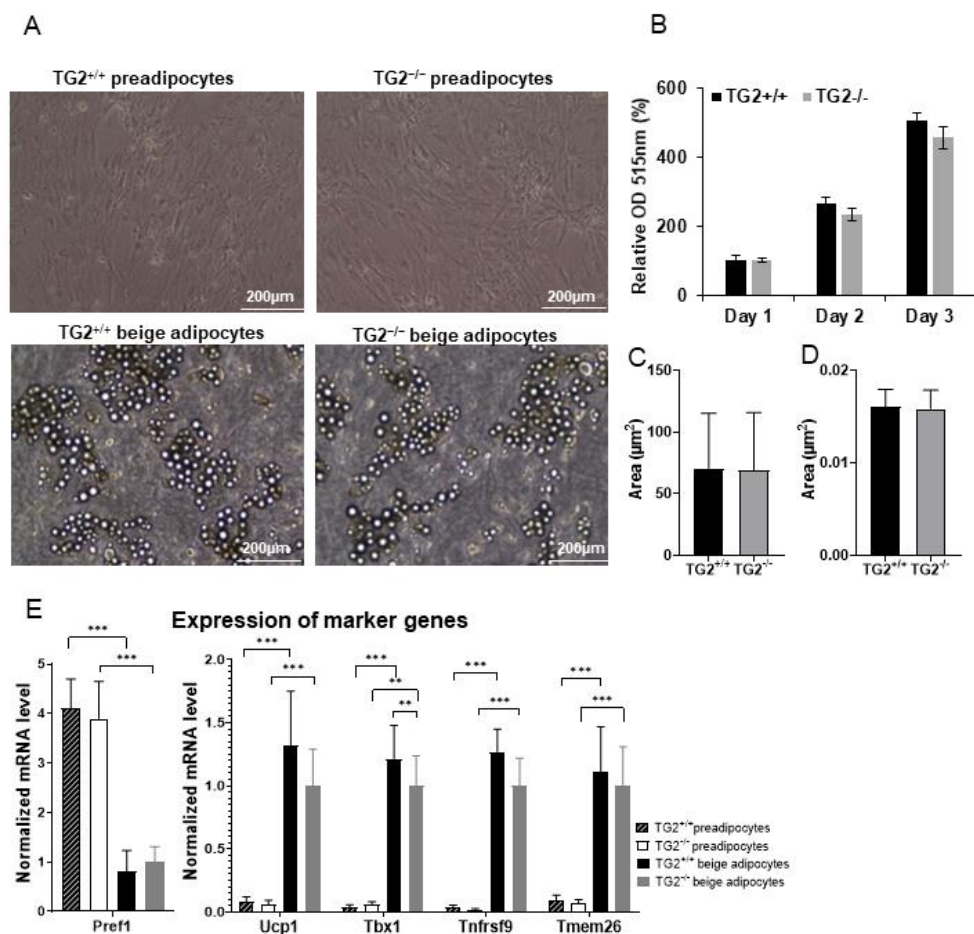 A
TG2+/+ preadipocytes
TG2−/− preadipocytes
200µm
200µm
TG2+/+ beige adipocytes
TG2−/− beige adipocytes
200µm
200µm
B
Relative OD 515nm (%)
600
400
200
0
TG2+/+
TG2-/-
Day 1
Day 2
Day 3
C
Area (µm²)
150
100
50
0
TG2+/+ TG2-/-
D
Area (µm²)
0.02
0.01
0.00
TG2+/+ TG2-/-
E
Expression of marker genes
Normalized mRNA level
5
4
3
2
1
0
***
***
Pref1
Normalized mRNA level
2.0
1.5
1.0
0.5
0.0
***
***
***
**
**
***
***
***
***
Ucp1
Tbx1
Tnfrsf9
Tmem26
TG2+/+preadipocytes
TG2-/- preadipocytes
TG2+/+ beige adipocytes
TG2-/- beige adipocytes